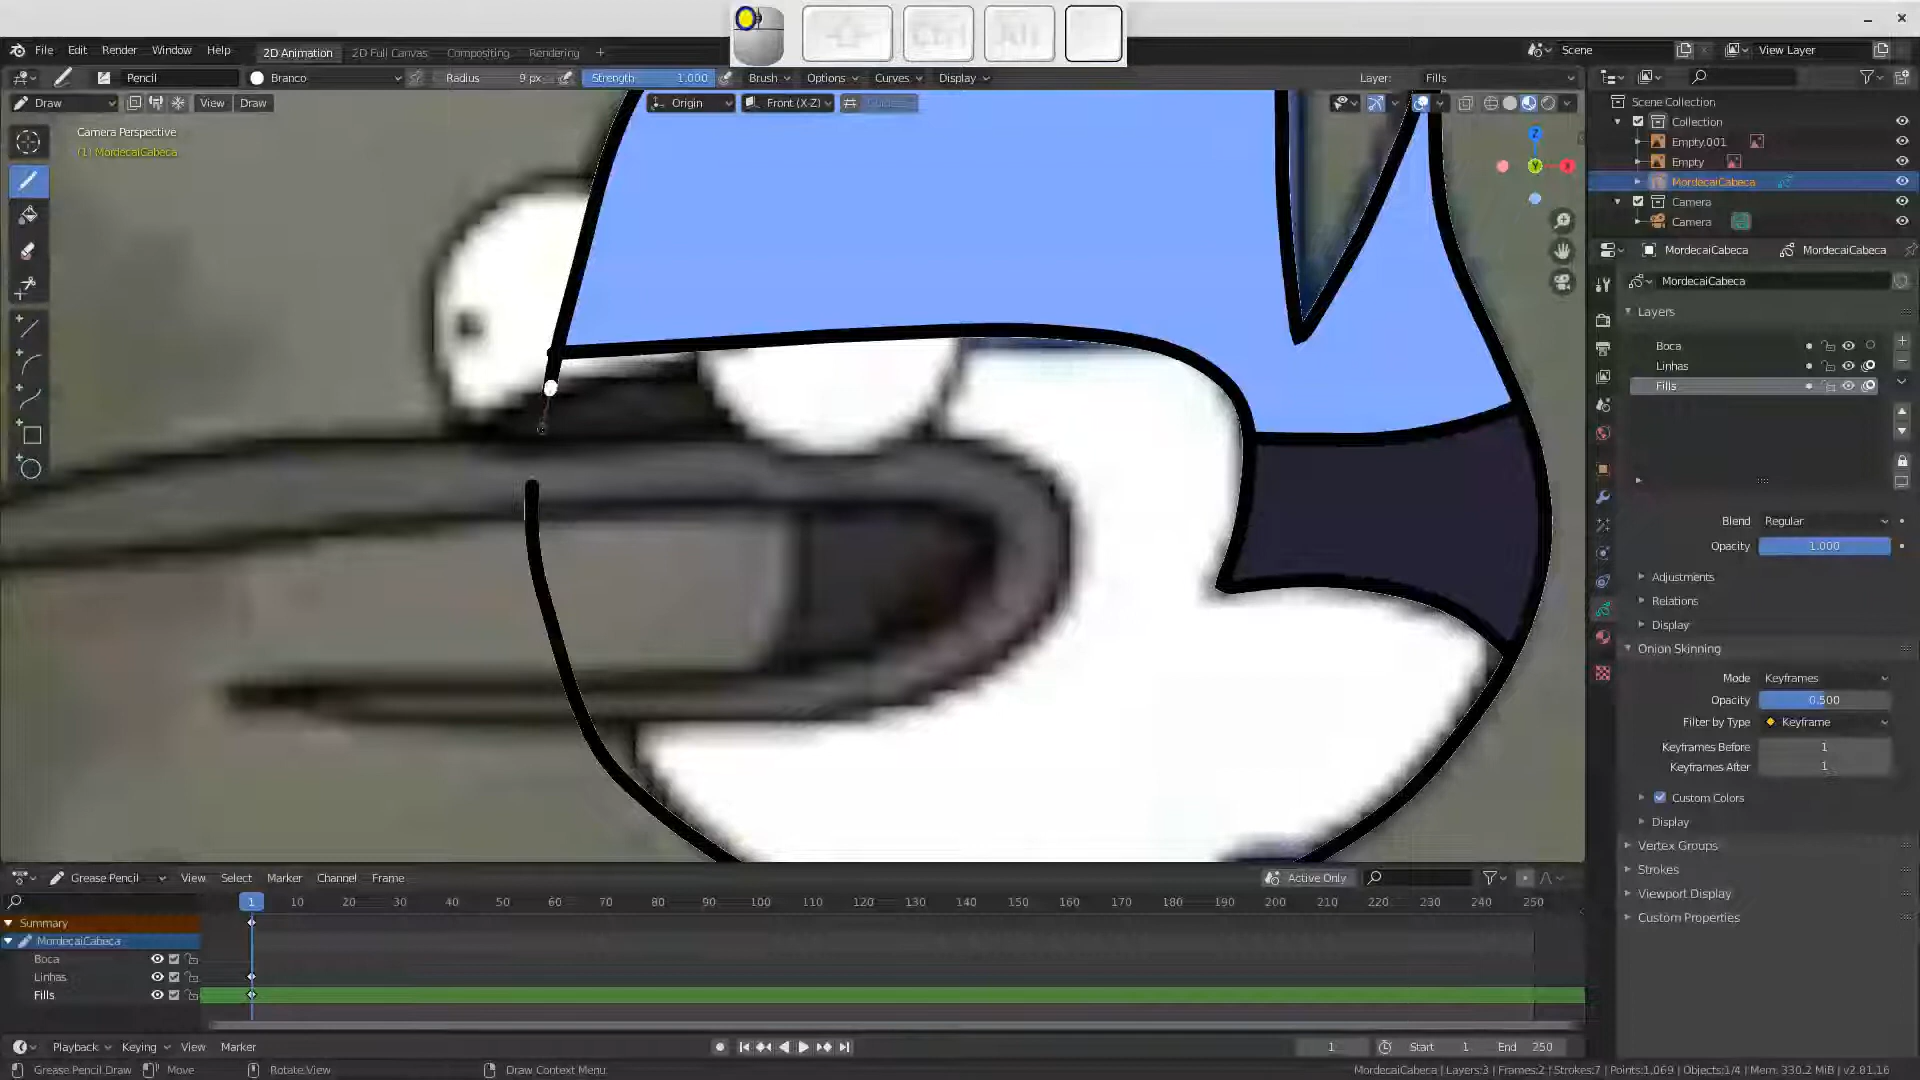 File Edit Render Window Help 2D Animation 2D Full Canvas Compositing Rendering + Scene View Layer
Pencil Branco Radius 9 px Strength 1.000 Brush Options Curves Display Layer: Fills
Draw View Draw Origin Front (X-Z)
Camera Perspective
(1) MordecaiCabeca
Ctrl Alt
Z
Y
X
Scene Collection
Collection
Empty.001
Empty
MordecaiCabeca
Camera
Camera
MordecaiCabeca MordecaiCabeca
MordecaiCabeca
Layers
Boca
Linhas
Fills
Blend Regular
Opacity 1.000
Adjustments
Relations
Display
Onion Skinning
Mode Keyframes
Opacity 0.500
Filter by Type Keyframe
Keyframes Before 1
Keyframes After 1
Custom Colors
Display
Vertex Groups
Strokes
Viewport Display
Custom Properties
Grease Pencil View Select Marker Channel Frame Active Only
1 10 20 30 40 50 60 70 80 90 100 110 120 130 140 150 160 170 180 190 200 210 220 230 240 250
Summary
MordecaiCabeca
Boca
Linhas
Fills
Playback Keying View Marker 1 Start 1 End 250
Grease Pencil Draw Move Rotate View Draw Context Menu MordecaiCabeca | Layers:3 | Frames:2 | Strokes:7 | Points:1,069 | Objects:1/4 | Mem: 330.2 MiB | v2.81.16